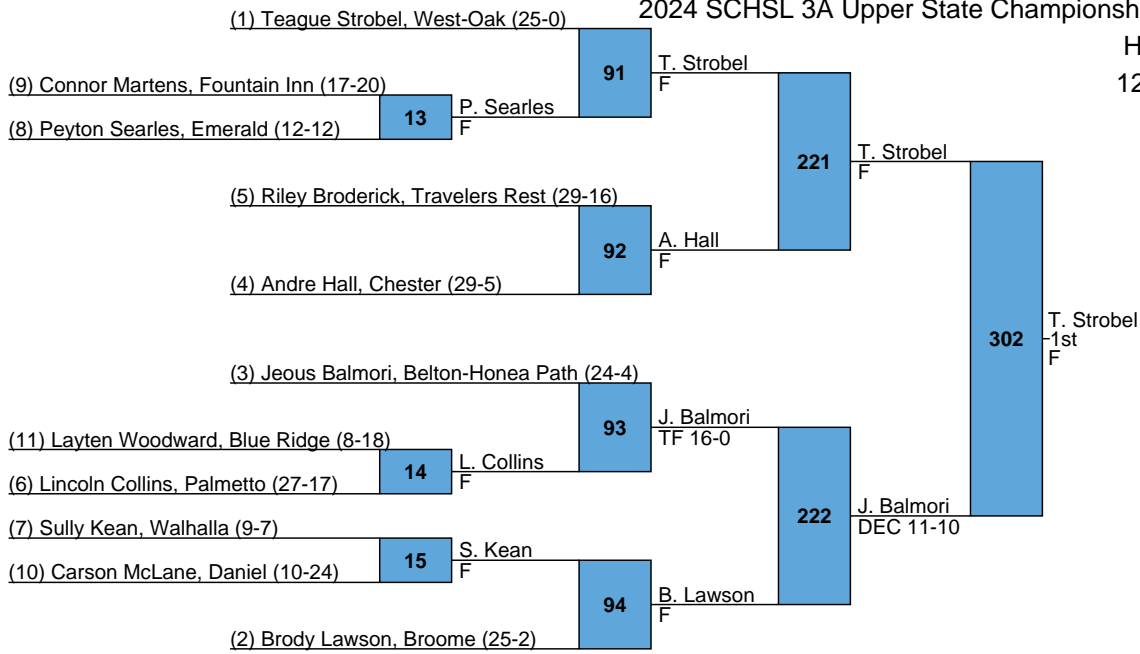 2024 SCHSL 3A Upper State Championsh
H
12
(1) Teague Strobel, West-Oak (25-0)
91
T. Strobel
F
(9) Connor Martens, Fountain Inn (17-20)
13
P. Searles
F
(8) Peyton Searles, Emerald (12-12)
221
T. Strobel
F
(5) Riley Broderick, Travelers Rest (29-16)
92
A. Hall
F
(4) Andre Hall, Chester (29-5)
302
T. Strobel
1st
F
(3) Jeous Balmori, Belton-Honea Path (24-4)
93
J. Balmori
TF 16-0
(11) Layten Woodward, Blue Ridge (8-18)
14
L. Collins
F
(6) Lincoln Collins, Palmetto (27-17)
222
J. Balmori
DEC 11-10
(7) Sully Kean, Walhalla (9-7)
15
S. Kean
F
(10) Carson McLane, Daniel (10-24)
94
B. Lawson
F
(2) Brody Lawson, Broome (25-2)